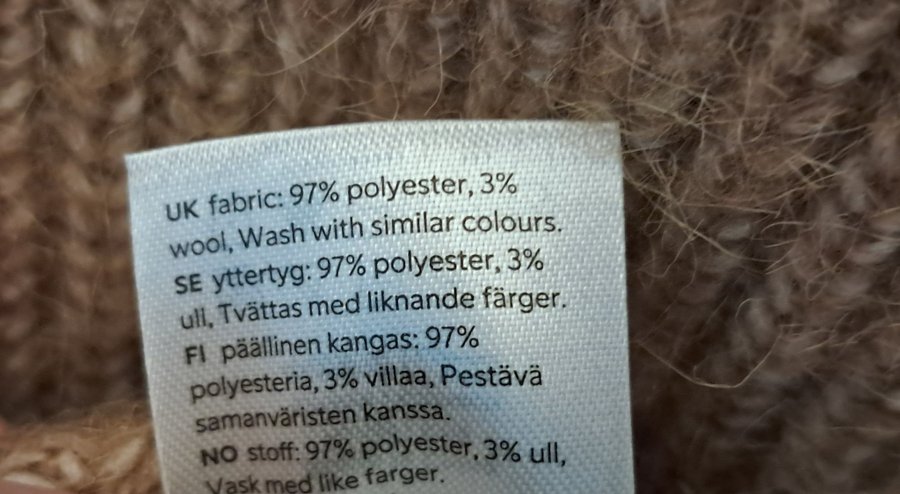 UK fabric: 97% polyester, 3%
wool, Wash with similar colours.
SE yttertyg: 97% polyester, 3%
ull, Tvättas med liknande färger.
FI päällinen kangas: 97%
polyesteria, 3% villaa, Pestävä
samanväristen kanssa.
NO stoff: 97% polyester, 3% ull,
Vask med like farger.